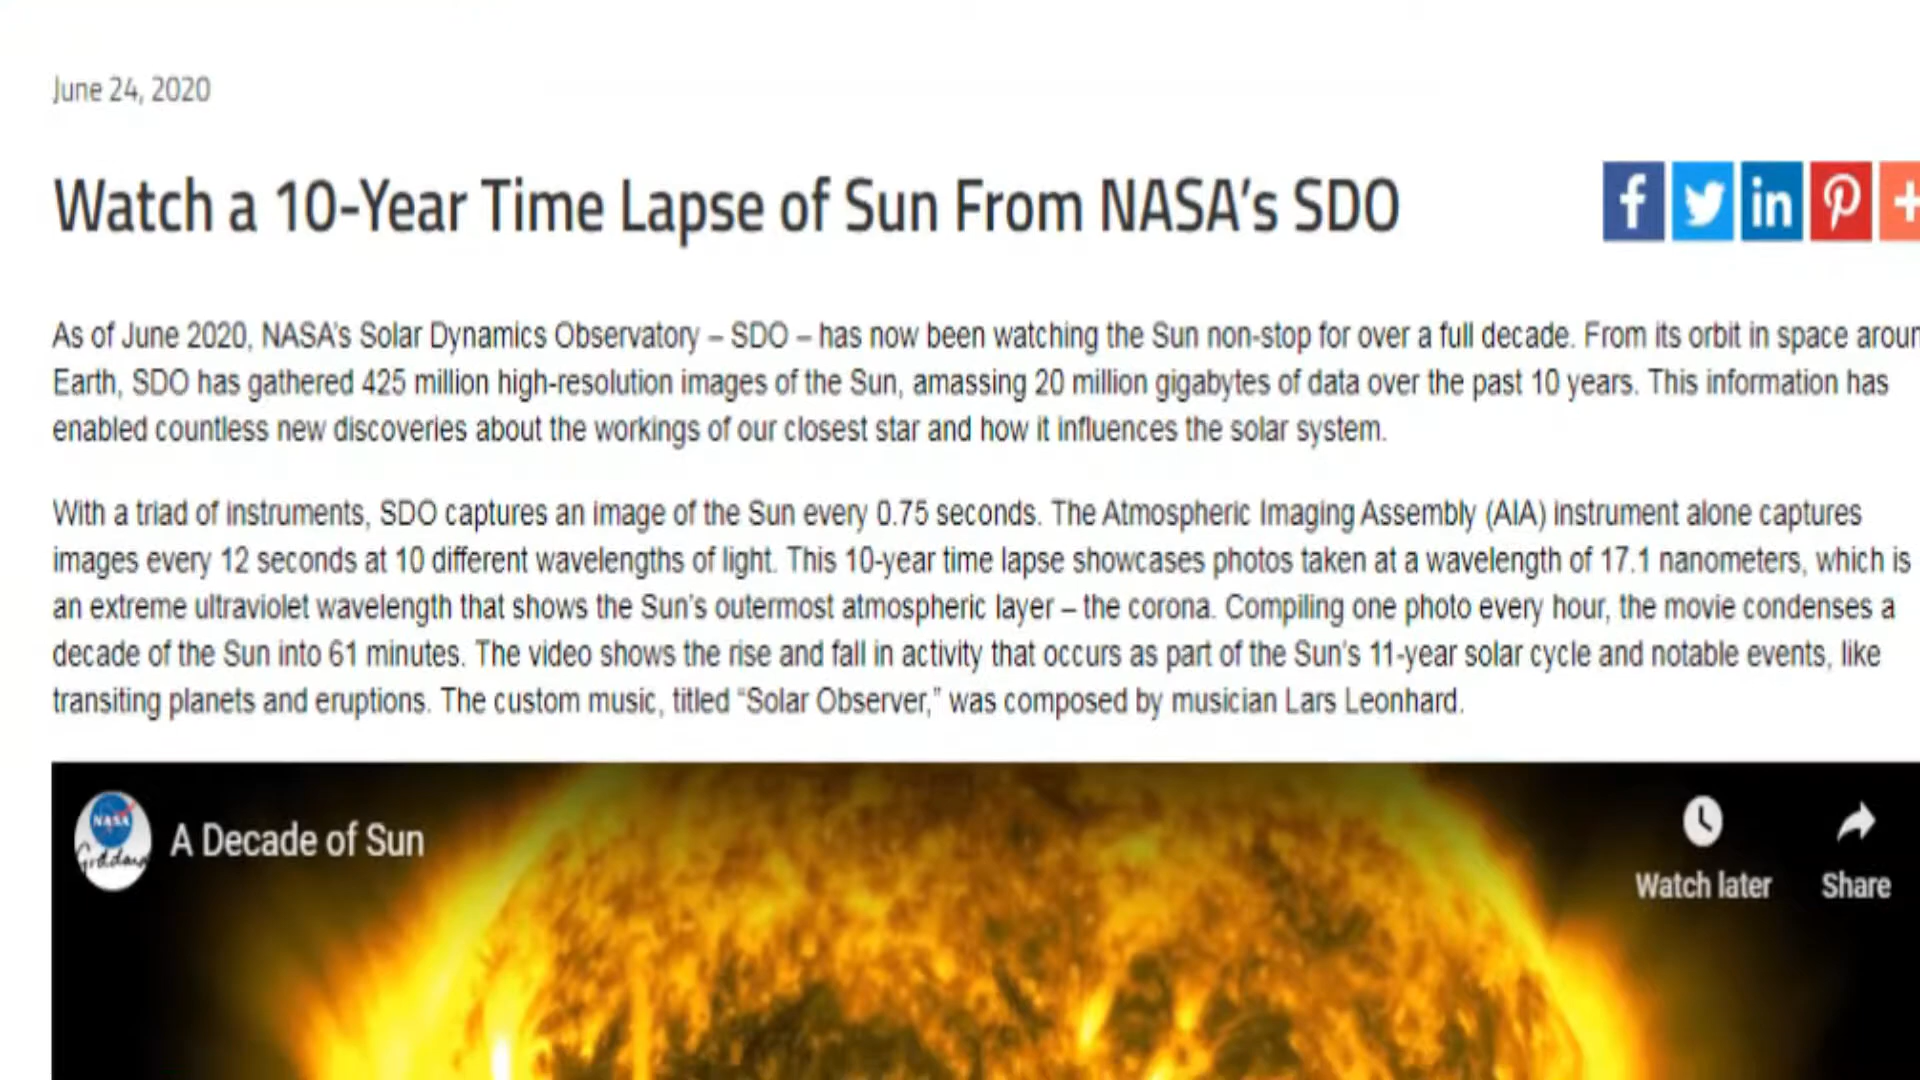 June 24, 2020
Watch a 10-Year Time Lapse of Sun From NASA's SDO
As of June 2020, NASA's Solar Dynamics Observatory – SDO – has now been watching the Sun non-stop for over a full decade. From its orbit in space aroun
Earth, SDO has gathered 425 million high-resolution images of the Sun, amassing 20 million gigabytes of data over the past 10 years. This information has
enabled countless new discoveries about the workings of our closest star and how it influences the solar system.
With a triad of instruments, SDO captures an image of the Sun every 0.75 seconds. The Atmospheric Imaging Assembly (AIA) instrument alone captures
images every 12 seconds at 10 different wavelengths of light. This 10-year time lapse showcases photos taken at a wavelength of 17.1 nanometers, which is
an extreme ultraviolet wavelength that shows the Sun's outermost atmospheric layer – the corona. Compiling one photo every hour, the movie condenses a
decade of the Sun into 61 minutes. The video shows the rise and fall in activity that occurs as part of the Sun's 11-year solar cycle and notable events, like
transiting planets and eruptions. The custom music, titled “Solar Observer,” was composed by musician Lars Leonhard.
NASA
Goddard
A Decade of Sun
Watch later
Share